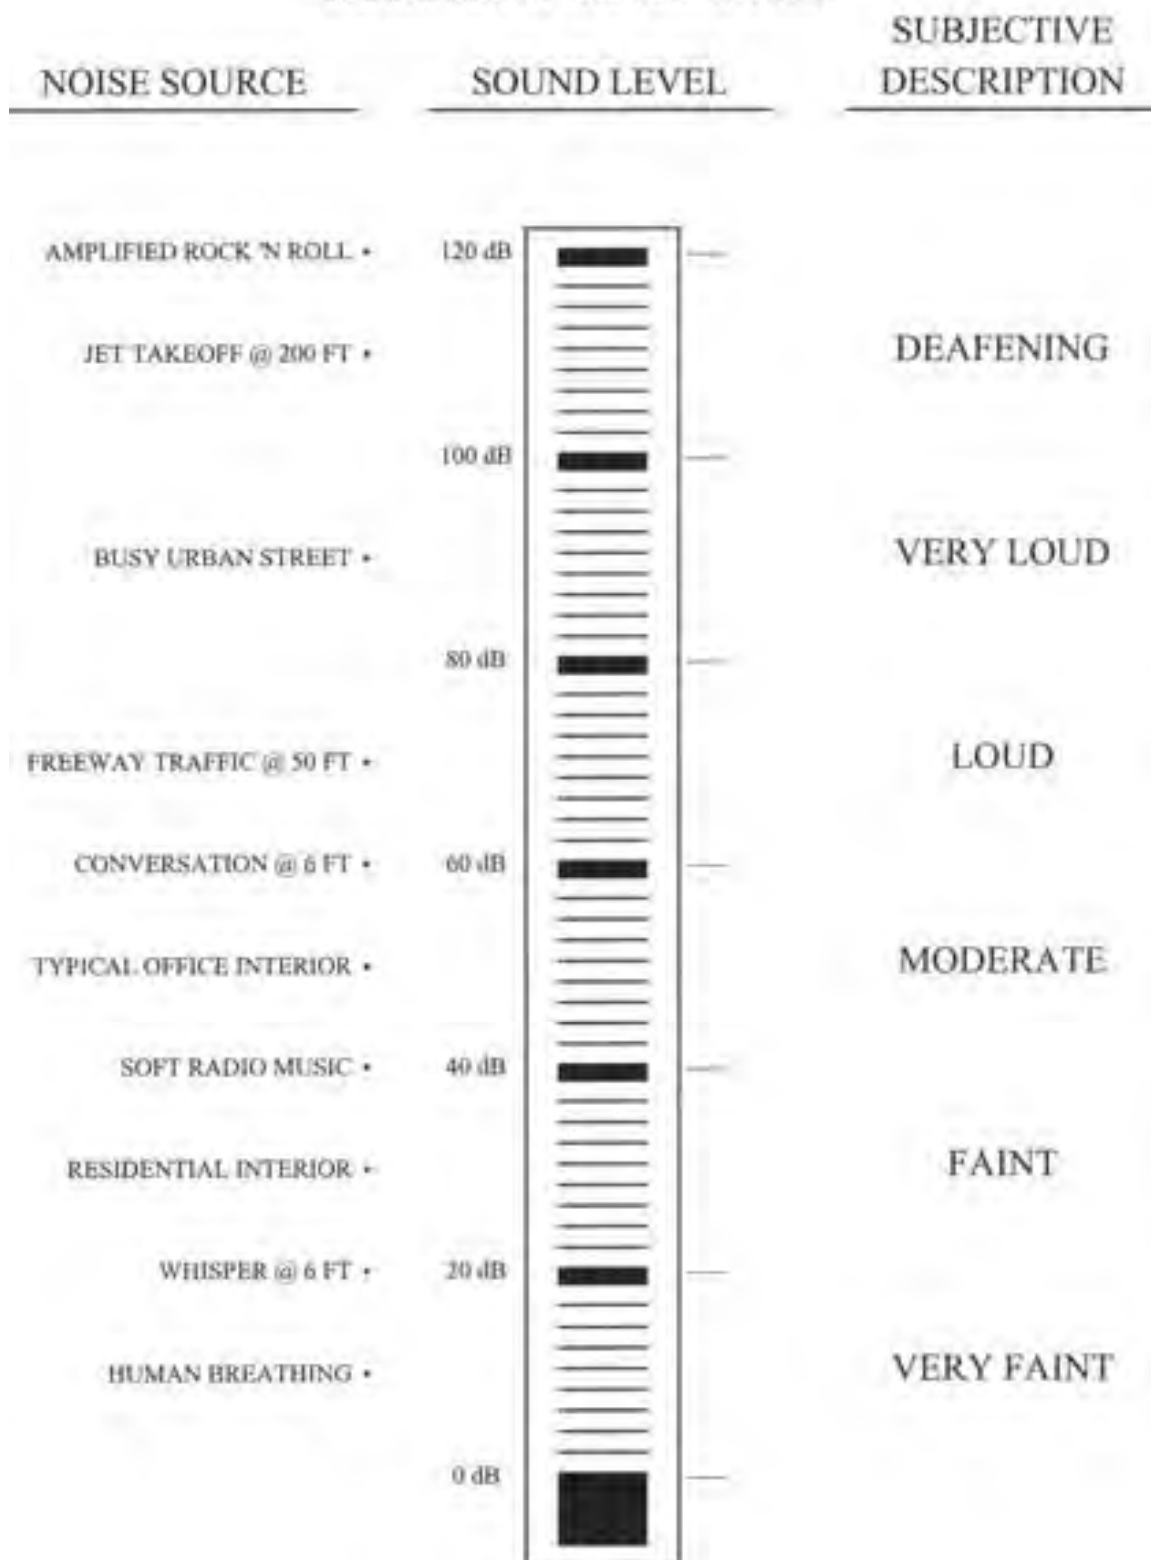 SUBJECTIVE
NOISE SOURCE SOUND LEVEL DESCRIPTION
AMPLIFIED ROCK 'N ROLL • 120 dB
JET TAKEOFF @ 200 FT • DEAFENING
100 dB
BUSY URBAN STREET • VERY LOUD
80 dB
FREEWAY TRAFFIC @ 50 FT • LOUD
CONVERSATION @ 6 FT • 60 dB
TYPICAL OFFICE INTERIOR • MODERATE
SOFT RADIO MUSIC • 40 dB
RESIDENTIAL INTERIOR • FAINT
WHISPER @ 6 FT • 20 dB
HUMAN BREATHING • VERY FAINT
0 dB